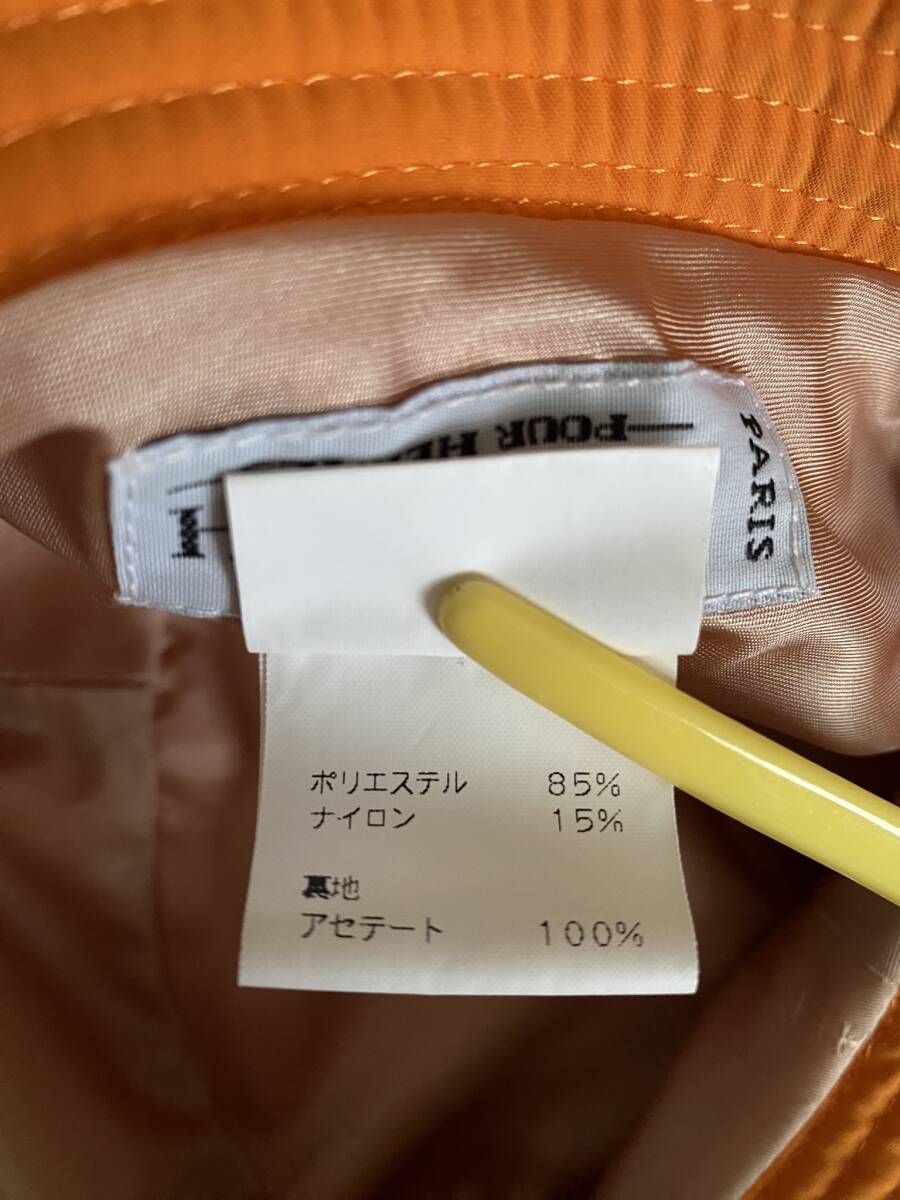 POUR
PARIS
ポリエステル 85%
ナイロン 15%
裏地
アセテート 100%